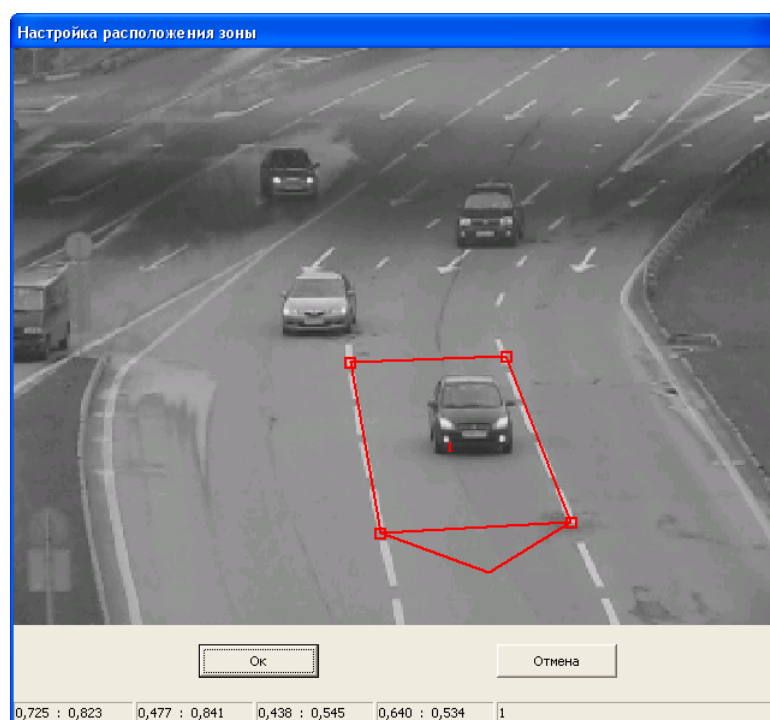 Настройка расположения зоны
1
Ок
Отмена
0,725 : 0,823
0,477 : 0,841
0,438 : 0,545
0,640 : 0,534
1